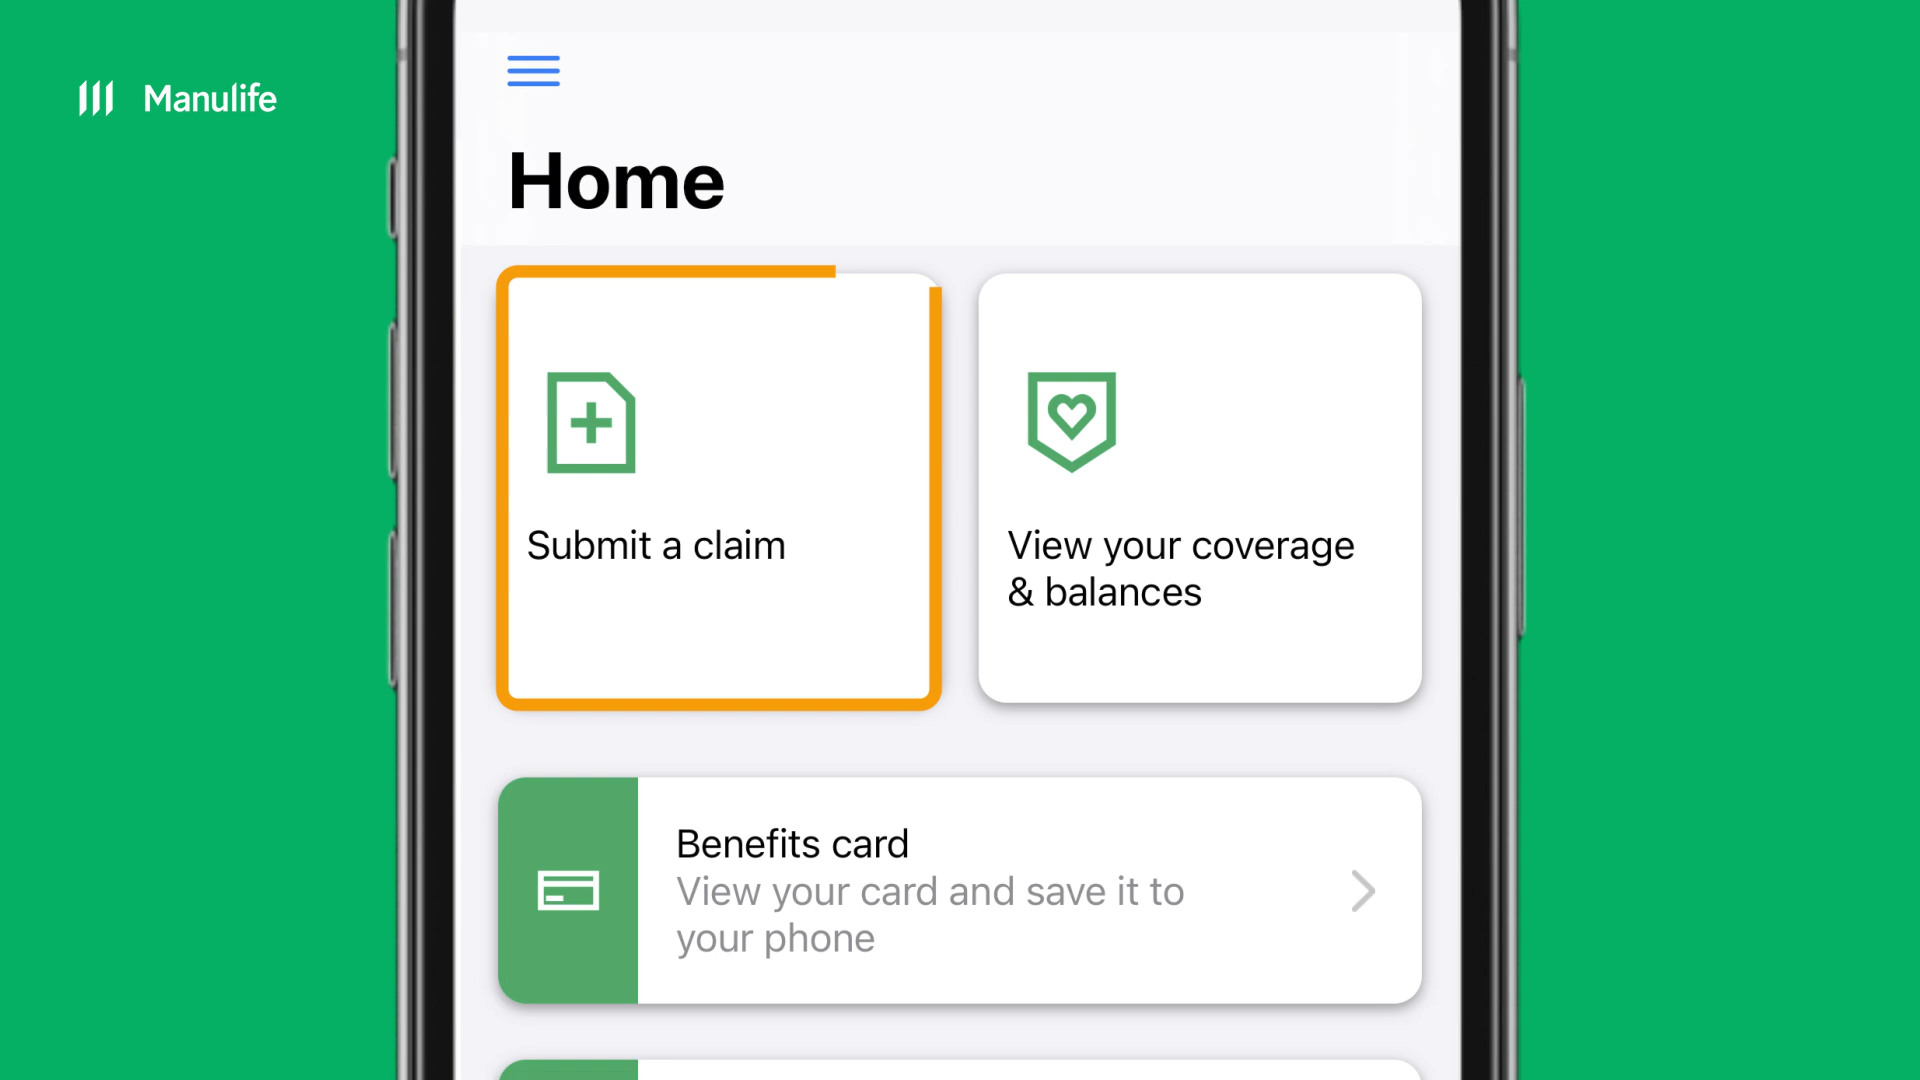 Manulife
Home
Submit a claim
View your coverage
& balances
Benefits card
View your card and save it to
your phone